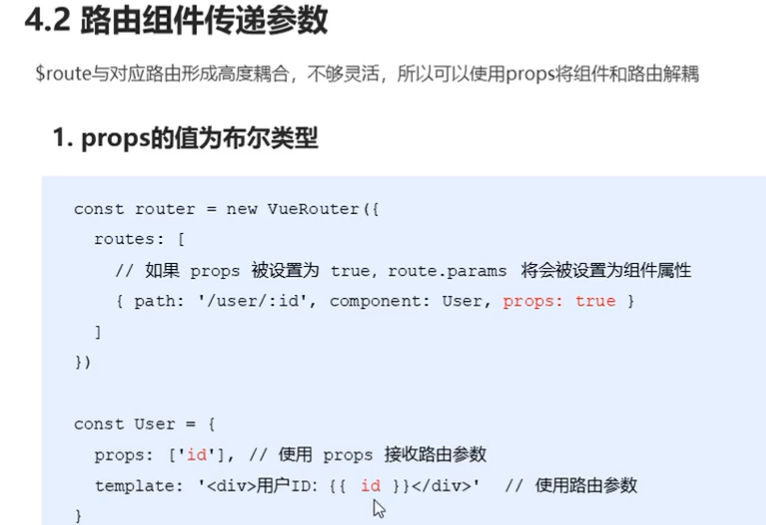 4.2 路由组件传递参数
$route与对应路由形成高度耦合，不够灵活，所以可以使用props将组件和路由解耦
1. props的值为布尔类型
const router = new VueRouter({
routes: [
// 如果 props 被设置为 true，route.params 将会被设置为组件属性
{ path: '/user/:id', component: User, props: true }
]
})
const User = {
props: ['id'], // 使用 props 接收路由参数
template: '<div>用户ID：{{ id }}</div>' // 使用路由参数
}